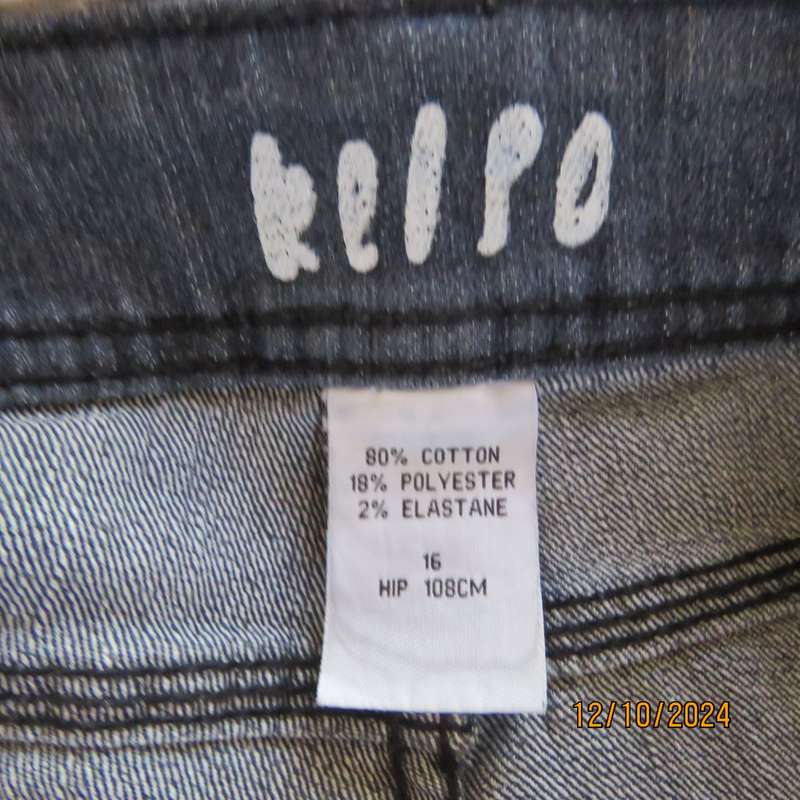 kelpo
80% COTTON
18% POLYESTER
2% ELASTANE
16
HIP 108CM
12/10/2024